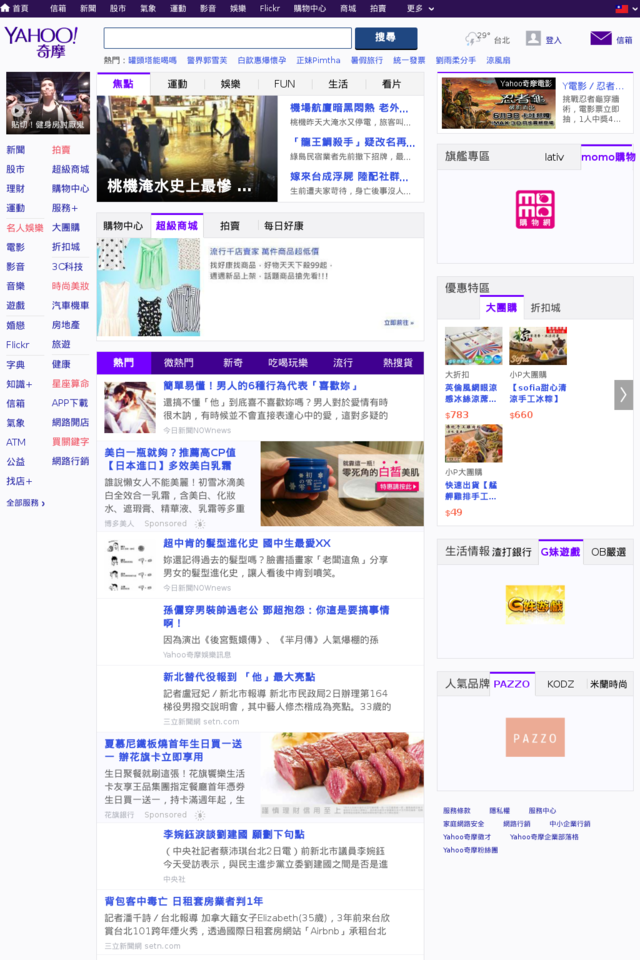 首頁 信箱 新聞 股市 氣象 運動 影音 娛樂 Flickr 購物中心 商城 拍賣 更多
YAHOO!
奇摩
搜尋
29° 台北 登入 信箱
熱門：罐頭塔能喝嗎 警界郭雪芙 白飲惠爆懷孕 正妹Pimtha 暑假旅行 統一發票 劉雨柔分手 涼風扇
貼切！健身房討厭鬼
新聞 拍賣
股市 超級商城
理財 購物中心
運動 服務+
名人娛樂 大團購
電影 折扣城
影音 3C科技
音樂 時尚美妝
遊戲 汽車機車
婚戀 房地產
Flickr 旅遊
字典 健康
知識+ 星座算命
信箱 APP下載
氣象 網路開店
ATM 買關鍵字
公益 網路行銷
找店+
全部服務 ›
焦點 運動 娛樂 FUN 生活 看片
桃機淹水史上最慘 ...
機場航廈暗黑悶熱 老外...
桃機昨天大淹水又停電，旅客叫...
「龍王鍋殺手」疑改名再...
綠島民宿業者先前撤下招牌，最...
嫁來台成浮屍 陸配社群...
生前遭夫家苛待，身亡後事沒人...
購物中心 超級商城 拍賣 每日好康
流行千店賣家 萬件商品超低價
找好康找商品，好物天天下殺99起，
週週新品上架，話題商品搶先看!!!
立即前往 »
熱門 微熱門 新奇 吃喝玩樂 流行 熱搜貨
簡單易懂！男人的6種行為代表「喜歡妳」
還搞不懂「他」到底喜不喜歡妳嗎？男人對於愛情有時
很木訥，有時候並不會直接表達心中的愛，這對多疑的
今日新聞NOWnews
美白一瓶就夠？推薦高CP值
【日本進口】多效美白乳霜
誰說懶女人不能美麗！初雪冰滴美
白全效合一乳霜，含美白、化妝
水、遮瑕膏、精華液、乳霜等多重
博多美人 Sponsored
就靠這一瓶!
零死角的白皙美肌
特惠請按此
超中肯的髮型進化史 國中生最愛XX
妳還記得過去的髮型嗎？臉書插畫家「老闆這魚」分享
男女的髮型進化史，讓人看後中肯到噴笑。
今日新聞NOWnews
孫儷穿男裝帥過老公 鄧超抱怨：你這是要搞事情
啊！
因為演出《後宮甄嬛傳》、《羋月傳》人氣爆棚的孫
Yahoo奇摩娛樂訊息
新北替代役報到 「他」最大亮點
記者盧冠妃／新北市報導 新北市民政局2日辦理第164
梯役男撥交說明會，其中藝人修杰楷成為亮點。33歲的
三立新聞網 setn.com
夏慕尼鐵板燒首年生日買一送
一 辦花旗卡立即享用
生日聚餐就刷這張！花旗饗樂生活
卡友享王品集團指定餐廳首年憑券
生日買一送一，持卡滿週年起，生
花旗銀行 Sponsored
謹慎理財信用至上
李婉鈺淚談劉建國 願劃下句點
（中央社記者蔡沛琪台北2日電）前新北市議員李婉鈺
今天受訪表示，與民主進步黨立委劉建國之間是否是進
中央社
背包客中毒亡 日租套房業者判1年
記者潘千詩／台北報導 加拿大籍女子Elizabeth(35歲)，3年前來台欣
賞台北101跨年煙火秀，透過國際日租套房網站「Airbnb」承租台北
三立新聞網 setn.com
Yahoo奇摩電影
Y電影 / 忍者...
挑戰忍者龜穿牆
術，電影票立即
抽，1人中獎4...
旗艦專區 lativ momo購物
momo
購物網
優惠特區
大團購 折扣城
大折扣
英倫風網眼涼
感冰絲涼蓆...
$783
小P大團購
【sofia甜心清
涼手工冰粽】
$660
小P大團購
快速出貨【艋
舺雞排手工...
$49
生活情報 渣打銀行 G妹遊戲 OB嚴選
G妹遊戲
人氣品牌 PAZZO KODZ 米蘭時尚
PAZZO
服務條款 隱私權 服務中心
家庭網路安全 網路行銷 中小企業行銷
Yahoo奇摩徵才 Yahoo奇摩企業部落格
Yahoo奇摩粉絲團